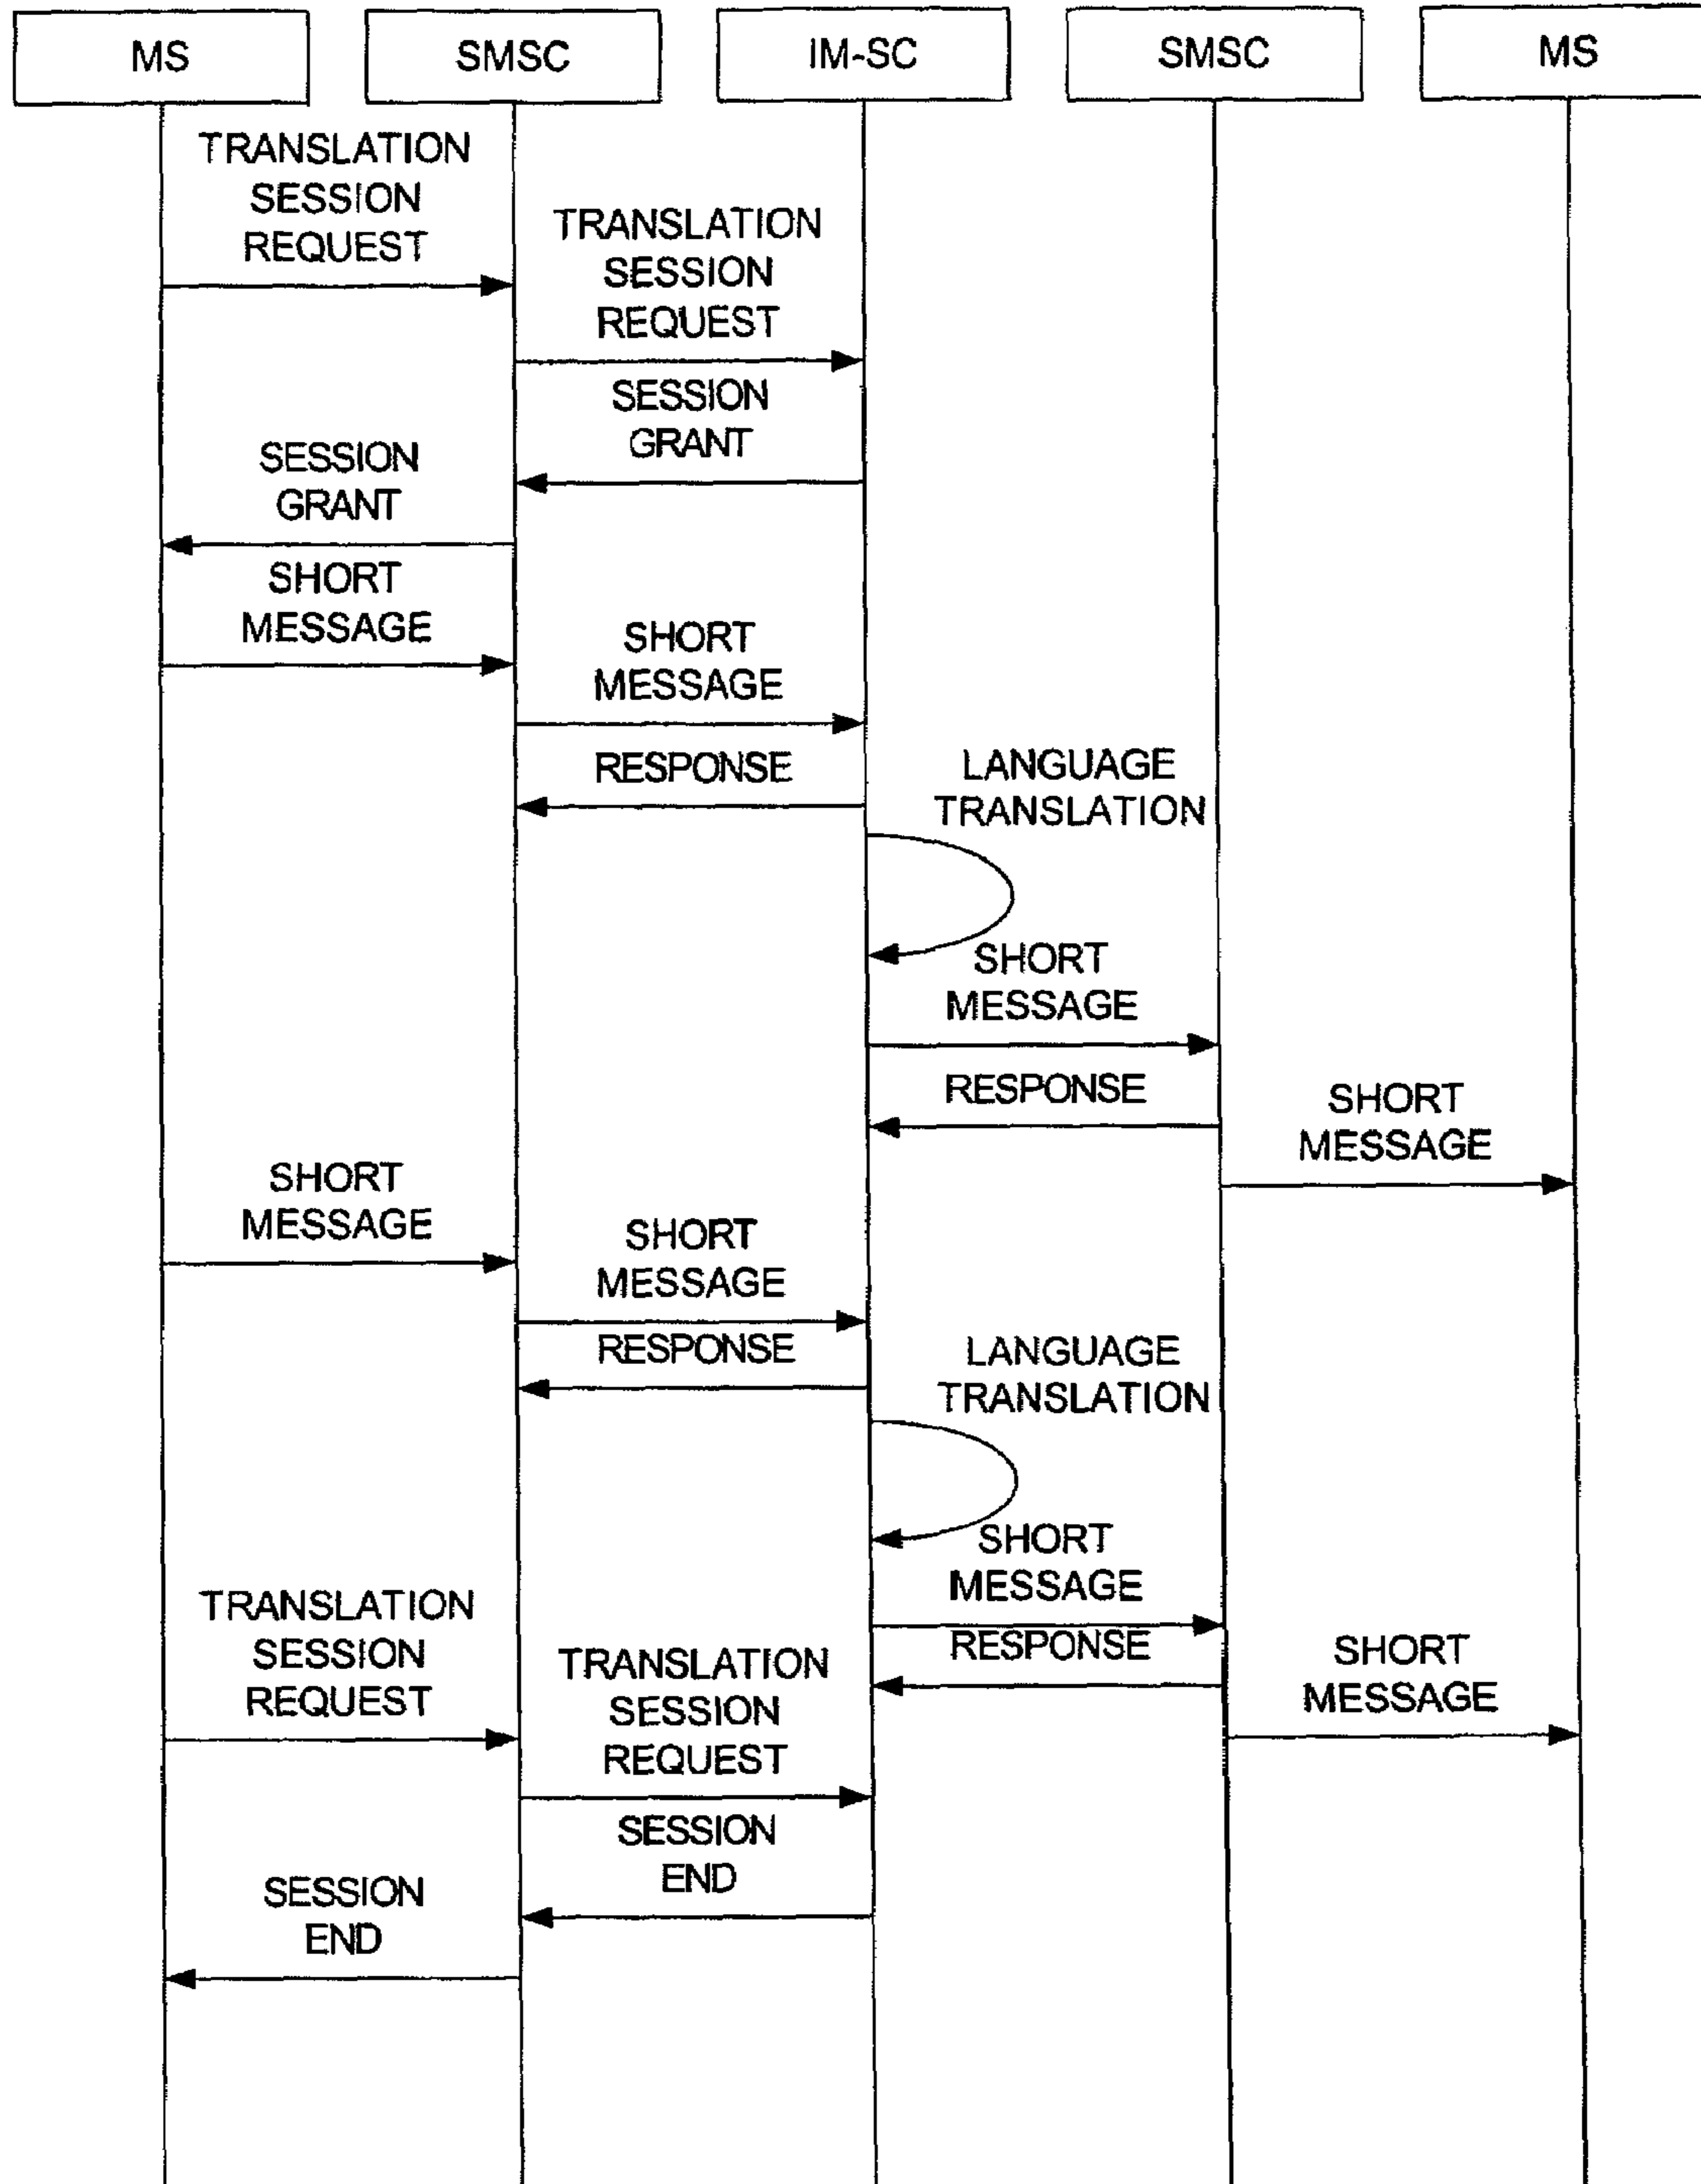 MS
SMSC
IM-SC
SMSC
MS
TRANSLATION
SESSION
REQUEST
TRANSLATION
SESSION
REQUEST
SESSION
GRANT
SESSION
GRANT
SHORT
MESSAGE
SHORT
MESSAGE
RESPONSE
LANGUAGE
TRANSLATION
SHORT
MESSAGE
RESPONSE
SHORT
MESSAGE
SHORT
MESSAGE
SHORT
MESSAGE
RESPONSE
LANGUAGE
TRANSLATION
SHORT
MESSAGE
RESPONSE
SHORT
MESSAGE
TRANSLATION
SESSION
REQUEST
TRANSLATION
SESSION
REQUEST
SESSION
END
SESSION
END